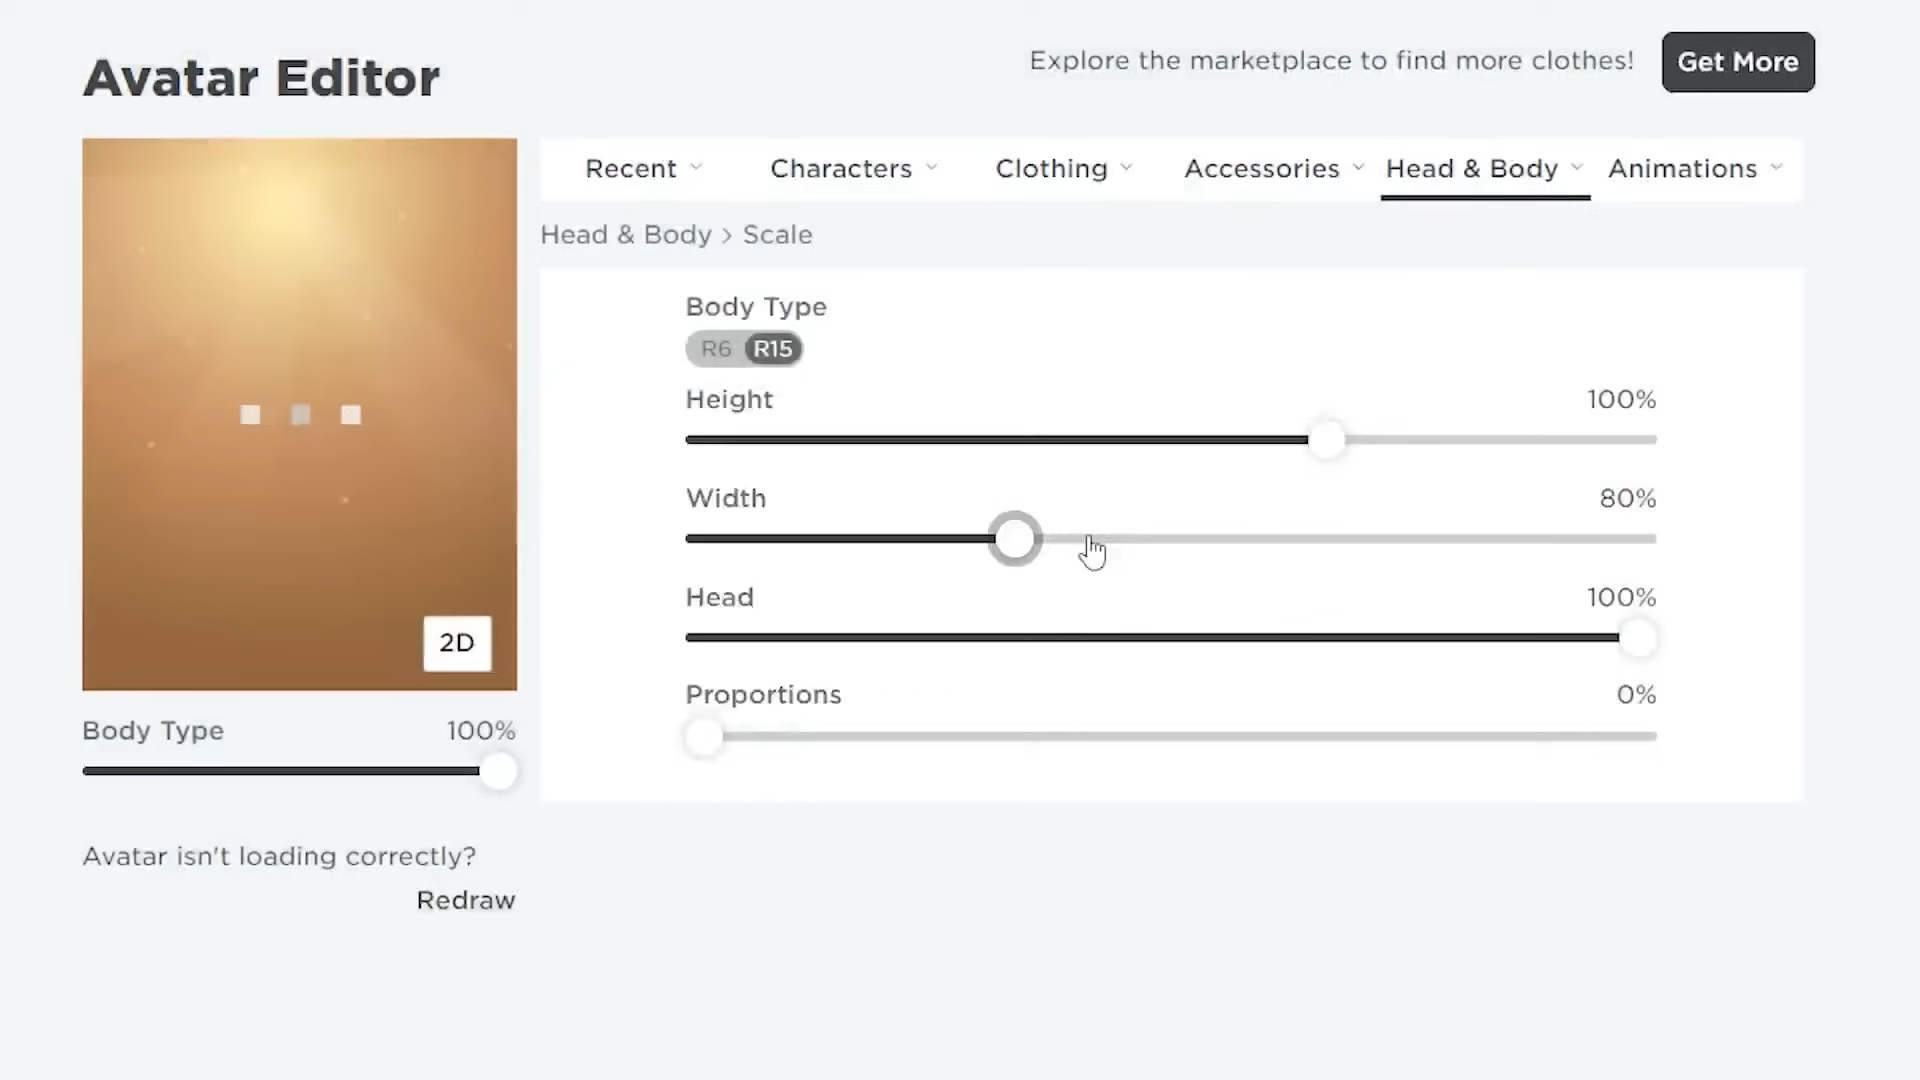 Avatar Editor
Explore the marketplace to find more clothes!
Get More
Recent
Characters
Clothing
Accessories
Head & Body
Animations
Head & Body > Scale
Body Type
R6 R15
Height 100%
Width 80%
Head 100%
Proportions 0%
2D
Body Type 100%
Avatar isn't loading correctly?
Redraw